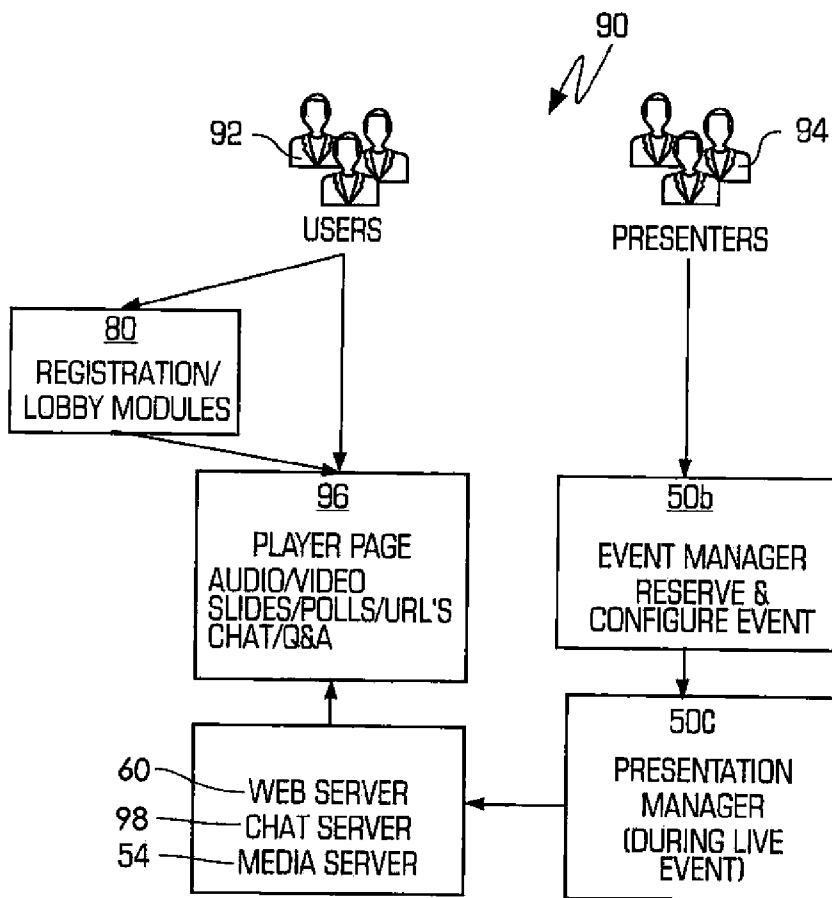 90
92
94
USERS
PRESENTERS
80
REGISTRATION/
LOBBY MODULES
96
PLAYER PAGE
AUDIO/VIDEO
SLIDES/POLLS/URL'S
CHAT/Q&A
50b
EVENT MANAGER
RESERVE &
CONFIGURE EVENT
60
WEB SERVER
98
CHAT SERVER
54
MEDIA SERVER
50C
PRESENTATION
MANAGER
(DURING LIVE
EVENT)